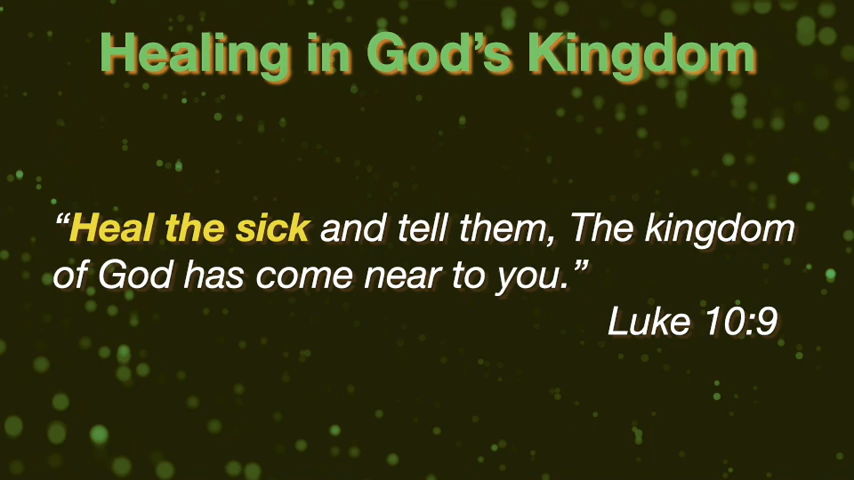 Healing in God’s Kingdom
“Heal the sick and tell them, The kingdom
of God has come near to you.”
Luke 10:9